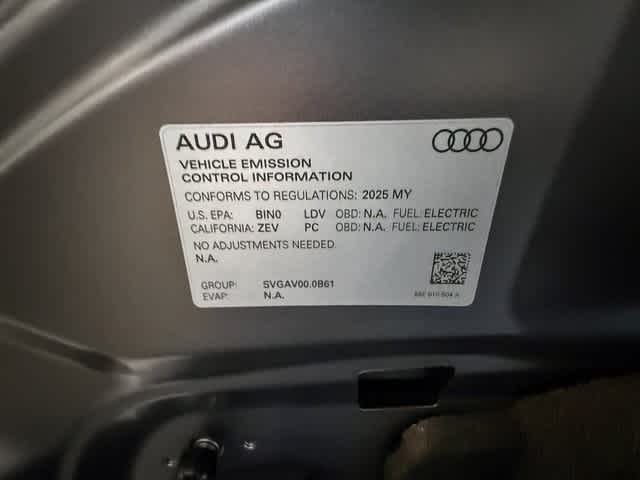 AUDI AG
VEHICLE EMISSION
CONTROL INFORMATION
CONFORMS TO REGULATIONS: 2025 MY
U.S. EPA: BIN0 LDV OBD: N.A. FUEL: ELECTRIC
CALIFORNIA: ZEV PC OBD: N.A. FUEL: ELECTRIC
NO ADJUSTMENTS NEEDED.
N.A.
GROUP: SVGAV00.0B61
EVAP: N.A.